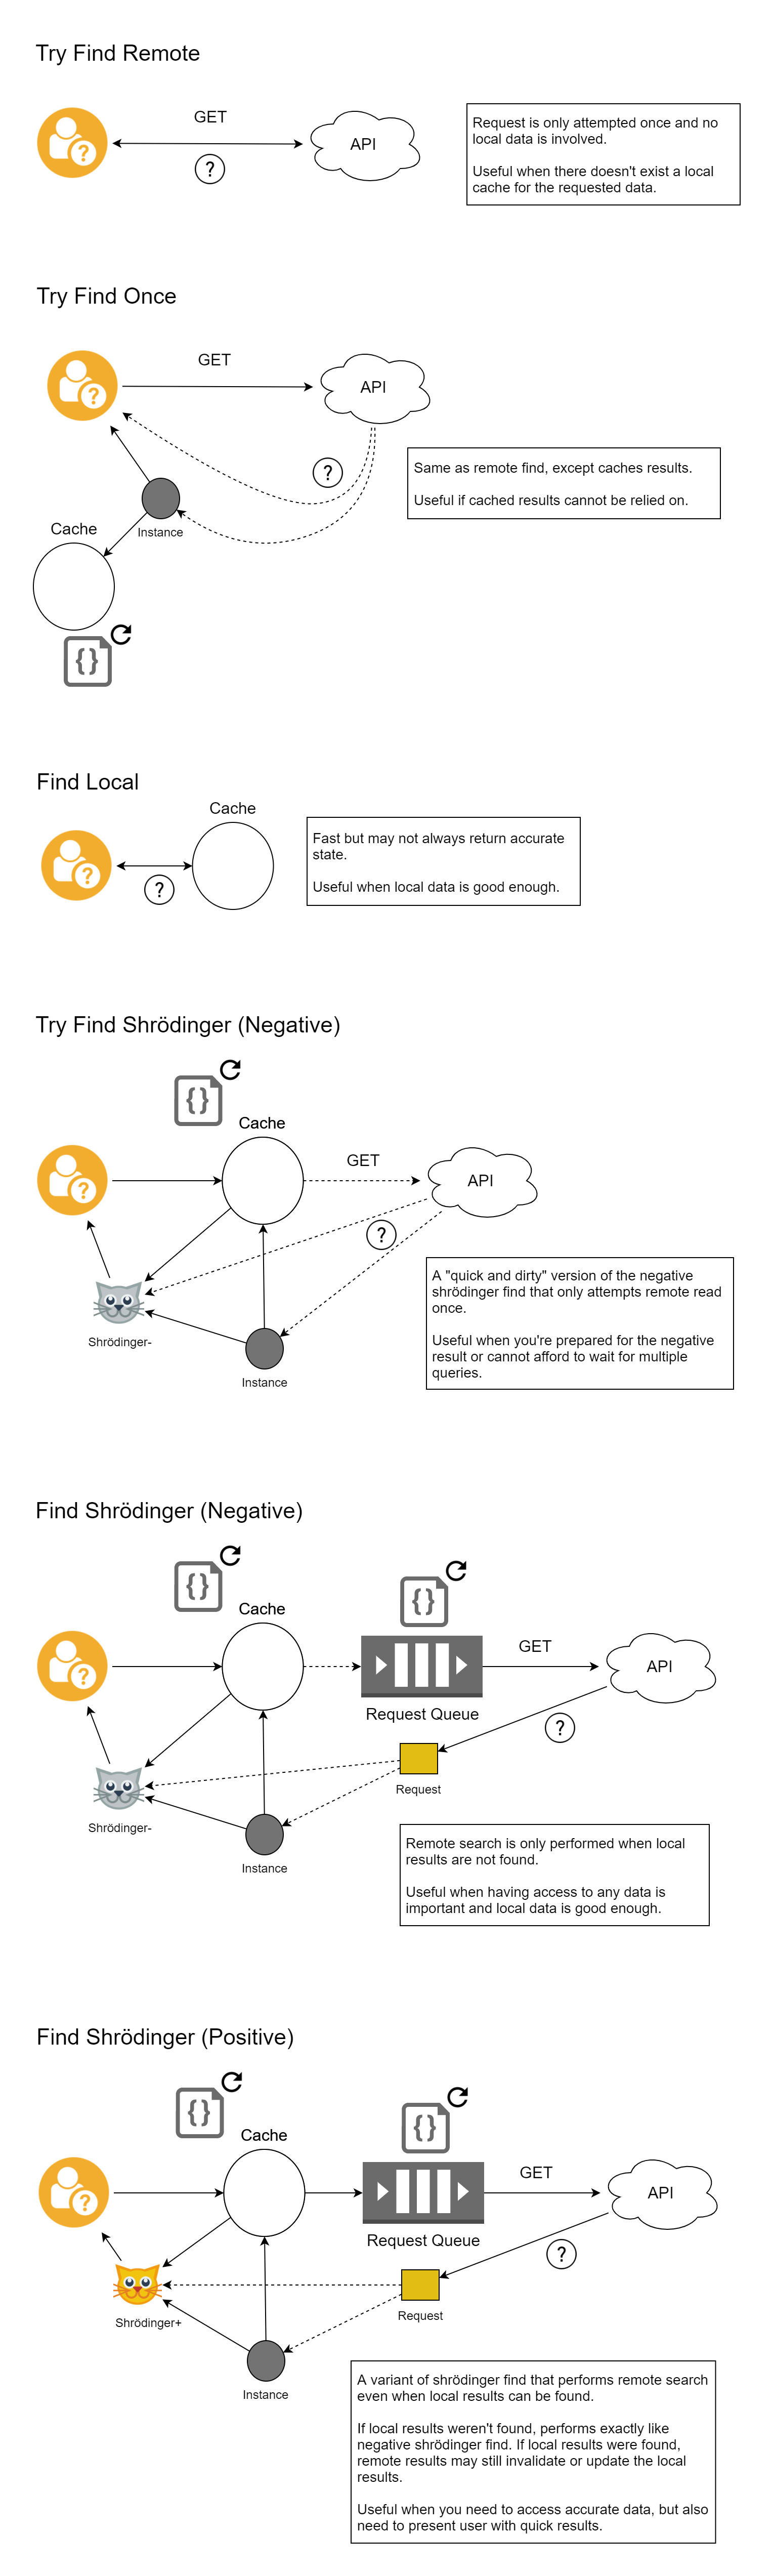 Try Find Remote
GET
API
?
?
Request is only attempted once and no
local data is involved.
Useful when there doesn't exist a local
cache for the requested data.
Try Find Once
GET
API
?
?
Same as remote find, except caches results.
Useful if cached results cannot be relied on.
Instance
Cache
{}
Find Local
Cache
?
?
Fast but may not always return accurate
state.
Useful when local data is good enough.
Try Find Shrödinger (Negative)
{}
Cache
GET
API
?
?
A "quick and dirty" version of the negative
shrödinger find that only attempts remote read
once.
Useful when you're prepared for the negative
result or cannot afford to wait for multiple
queries.
Shrödinger-
Instance
Find Shrödinger (Negative)
{}
{}
Cache
GET
API
?
Request Queue
?
Request
Shrödinger-
Instance
Remote search is only performed when local
results are not found.
Useful when having access to any data is
important and local data is good enough.
Find Shrödinger (Positive)
{}
{}
Cache
GET
API
?
Request Queue
?
Request
Shrödinger+
Instance
A variant of shrödinger find that performs remote search
even when local results can be found.
If local results weren't found, performs exactly like
negative shrödinger find. If local results were found,
remote results may still invalidate or update the local
results.
Useful when you need to access accurate data, but also
need to present user with quick results.